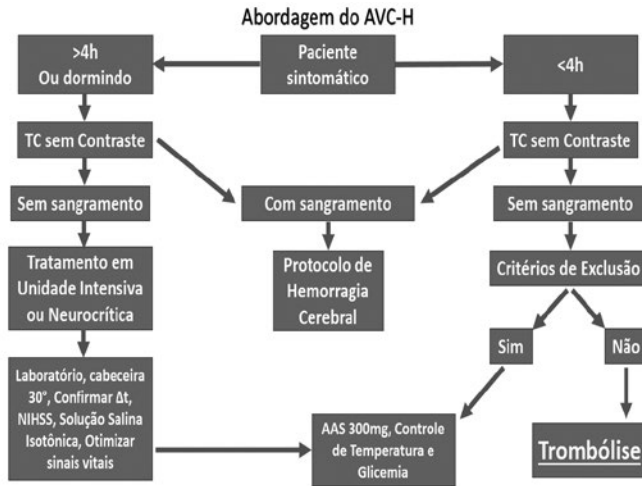 Abordagem do AVC-H
>4h
Ou dormindo
Paciente
sintomático
<4h
TC sem Contraste
TC sem Contraste
Sem sangramento
Com sangramento
Sem sangramento
Tratamento em
Unidade Intensiva
ou Neurocrítica
Protocolo de
Hemorragia
Cerebral
Critérios de Exclusão
Sim
Não
Laboratório, cabeceira
30°, Confirmar Δt,
NIHSS, Solução Salina
Isotônica, Otimizar
sinais vitais
AAS 300mg, Controle
de Temperatura e
Glicemia
Trombólise